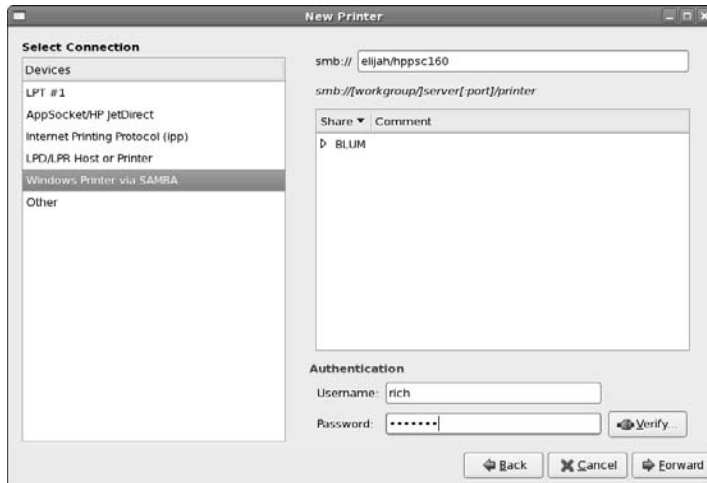 New Printer
Select Connection
Devices
LPT #1
AppSocket/HP JetDirect
Internet Printing Protocol (ipp)
LPD/LPR Host or Printer
Windows Printer via SAMBA
Other
smb:// elijah/hppsc160
smb://[workgroup/]server[:port]/printer
Share Comment
BLUM
Authentication
Username: rich
Password: •••••••
Verify...
Back Cancel Forward